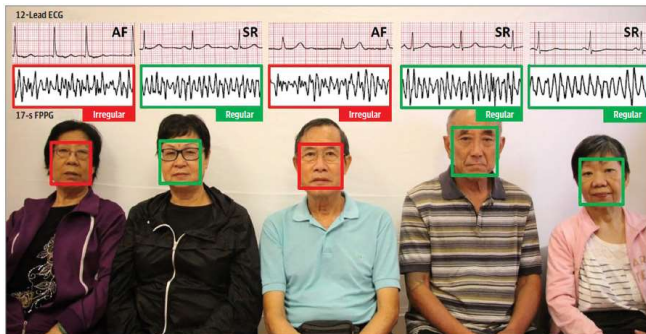 12-Lead ECG
AF SR AF SR SR
17-s FPPG
Irregular Regular Irregular Regular Regular